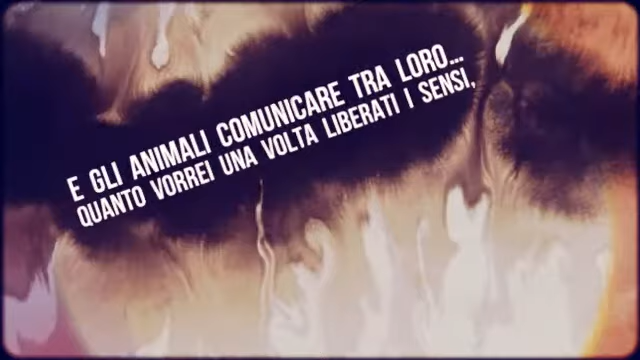 E GLI ANIMALI COMUNICARE TRA LORO...
QUANTO VORREI UNA VOLTA LIBERATI I SENSI,